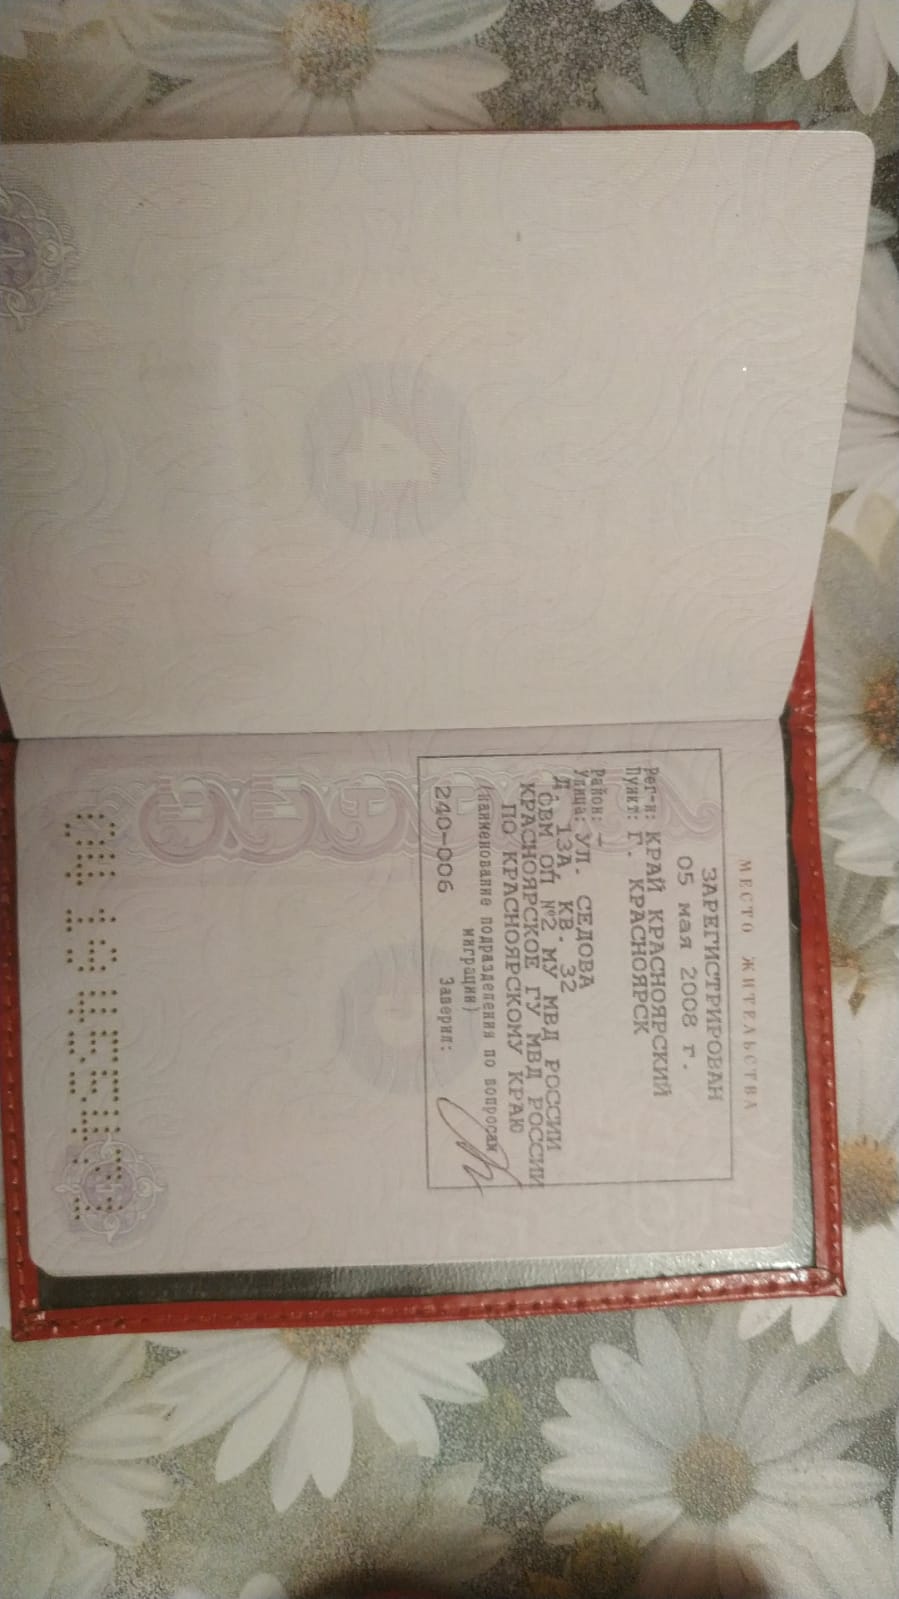 МЕСТО ЖИТЕЛЬСТВА
ЗАРЕГИСТРИРОВАН
05 мая 2008 г.
Рег-н: КРАЙ КРАСНОЯРСКИЙ
Пункт: Г. КРАСНОЯРСК
Район: —
Улица: УЛ. СЕДОВА
Д. 13А, КВ. 32
ОВМ ОП №2 МУ МВД РОССИИ
КРАСНОЯРСКОЕ ГУ МВД РОССИИ
ПО КРАСНОЯРСКОМУ КРАЮ
(наименование подразделения по вопросам
миграции)
240-006 Заверил:
4
5
04 19 455471